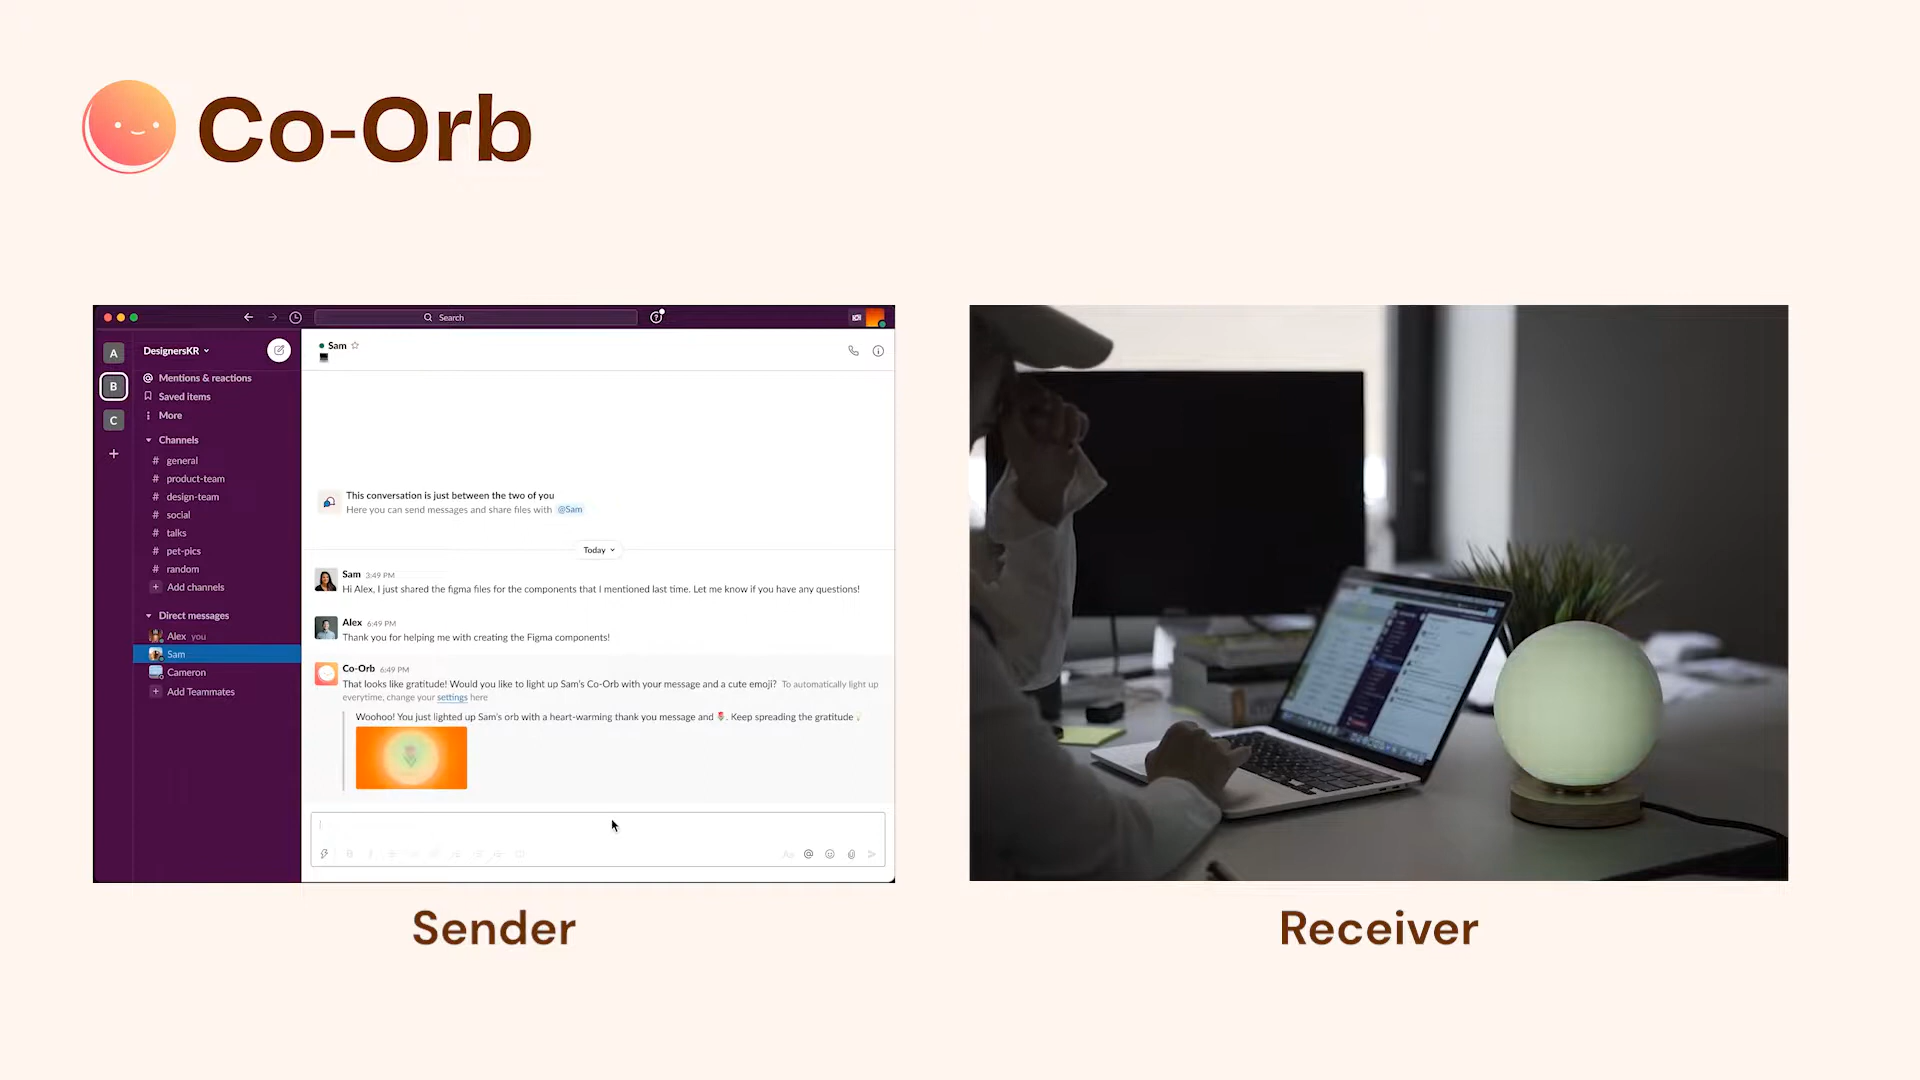 Co-Orb
Search
DesignersKR
A
B
C
Mentions & reactions
Saved items
More
Channels
# general
# product-team
# design-team
# social
# talks
# pet-pics
# random
+ Add channels
Direct messages
Alex you
Sam
Cameron
+ Add Teammates
Sam
This conversation is just between the two of you
Here you can send messages and share files with @Sam
Today
Sam 3:49 PM
Hi Alex, I just shared the figma files for the components that I mentioned last time. Let me know if you have any questions!
Alex 6:49 PM
Thank you for helping me with creating the Figma components!
Co-Orb 6:49 PM
That looks like gratitude! Would you like to light up Sam's Co-Orb with your message and a cute emoji? To automatically light up
everytime, change your settings here
Woohoo! You just lighted up Sam's orb with a heart-warming thank you message and 🌷. Keep spreading the gratitude
Sender
Receiver